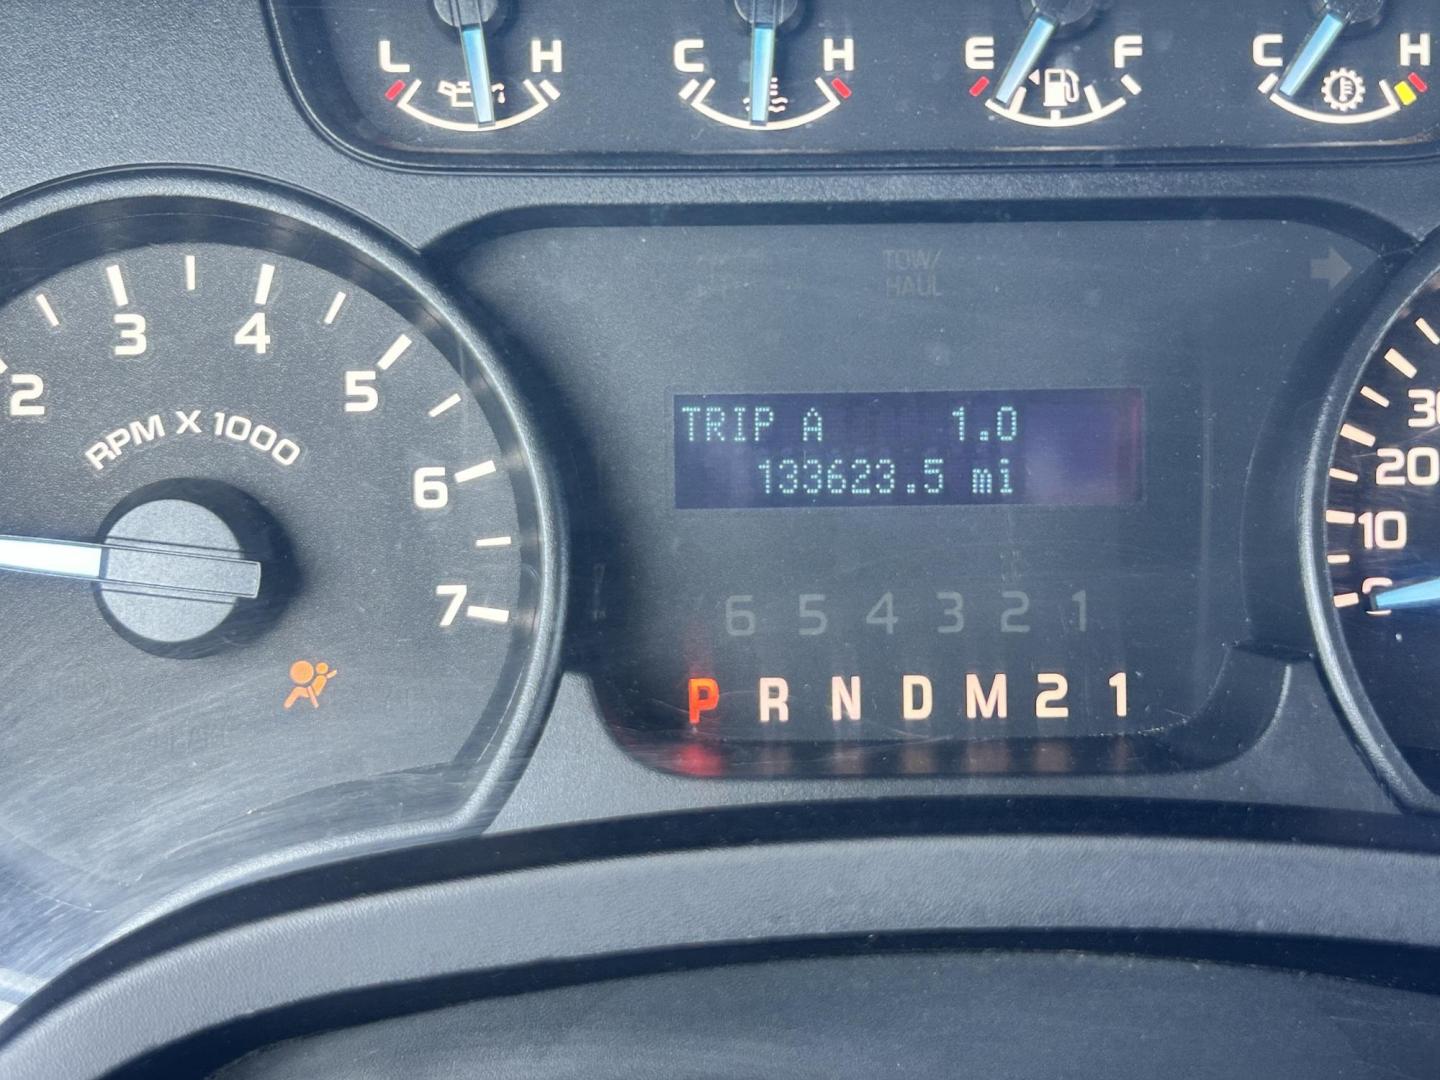 L H C H E F C H
TOW/
HAUL
2 3 4 5 6 7
RPM X 1000
TRIP A 1.0
133623.5 mi
6 5 4 3 2 1
P R N D M 2 1
30
20
10
0